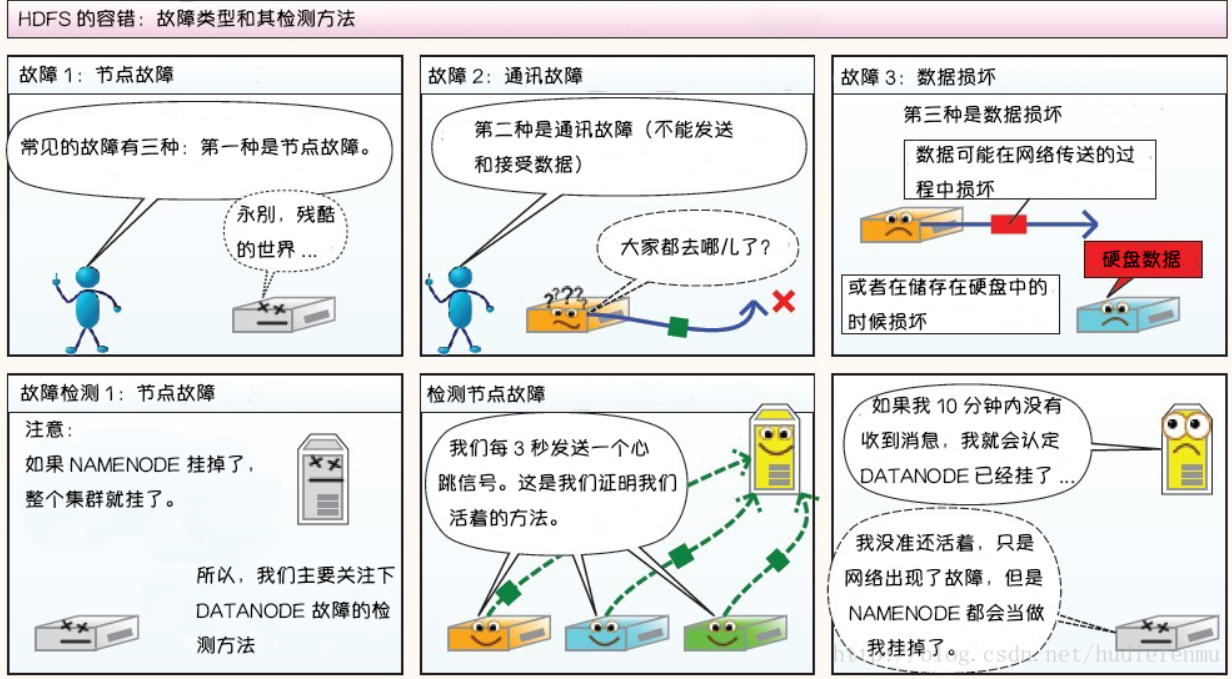 HDFS 的容错：故障类型和其检测方法
故障 1：节点故障
常见的故障有三种：第一种是节点故障。
永别，残酷
的世界 ...
故障 2：通讯故障
第二种是通讯故障（不能发送
和接受数据）
大家都去哪儿了？
????
故障 3：数据损坏
第三种是数据损坏
数据可能在网络传送的过
程中损坏
硬盘数据
或者在储存在硬盘中的
时候损坏
故障检测 1：节点故障
注意：
如果 NAMENODE 挂掉了，
整个集群就挂了。
所以，我们主要关注下
DATANODE 故障的检
测方法
检测节点故障
我们每 3 秒发送一个心
跳信号。这是我们证明我们
活着的方法。
如果我 10 分钟内没有
收到消息，我就会认定
DATANODE 已经挂了 ...
我没准还活着，只是
网络出现了故障，但是
NAMENODE 都会当做
我挂掉了。
http://blog.csdn.net/hudiefenmu